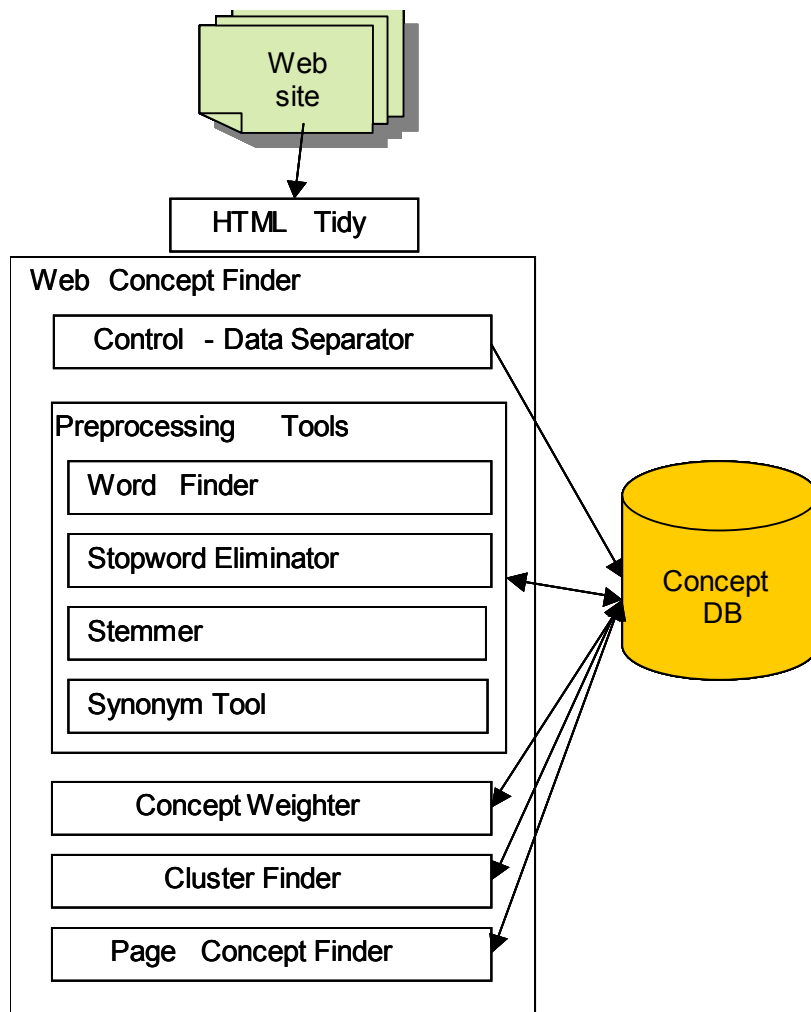 Web
site
HTML Tidy
Web Concept Finder
Control - Data Separator
Preprocessing Tools
Word Finder
Stopword Eliminator
Stemmer
Synonym Tool
Concept
DB
Concept Weighter
Cluster Finder
Page Concept Finder